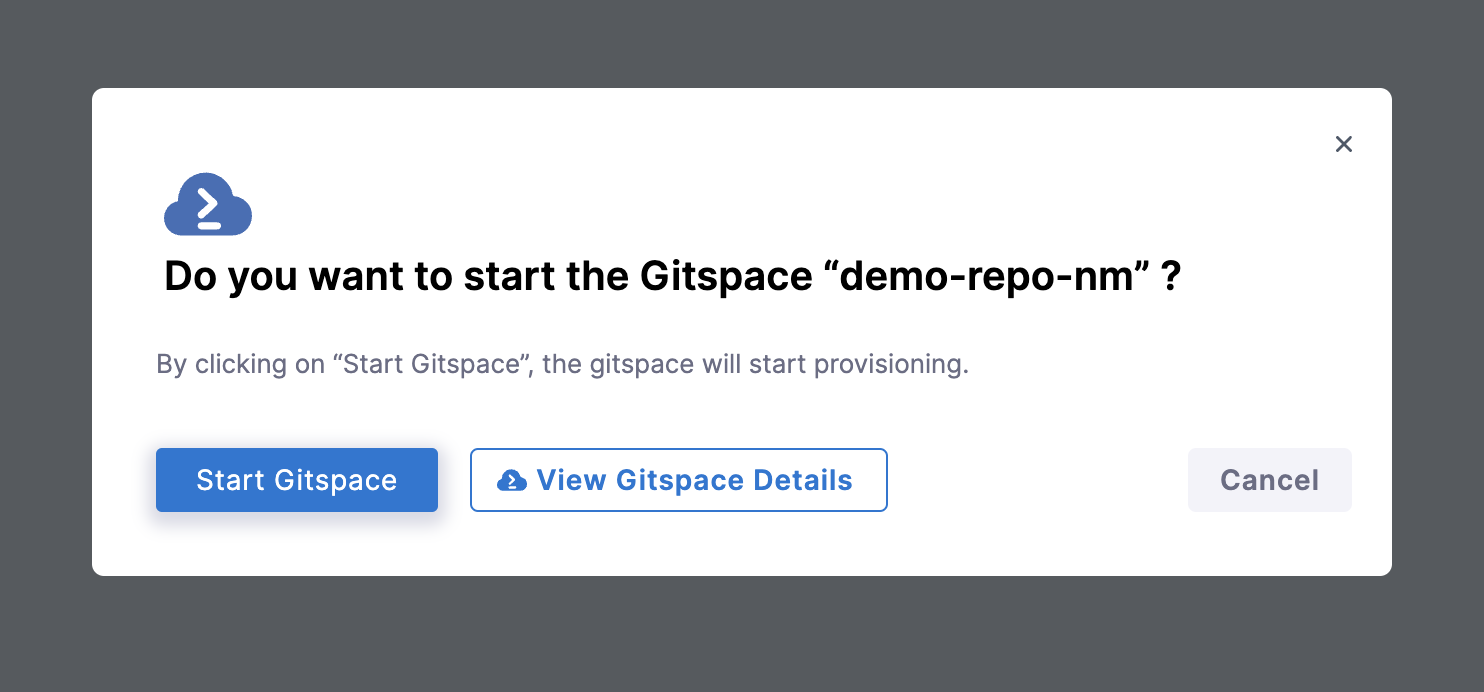 Do you want to start the Gitspace “demo-repo-nm” ?
By clicking on “Start Gitspace”, the gitspace will start provisioning.
Start Gitspace
View Gitspace Details
Cancel